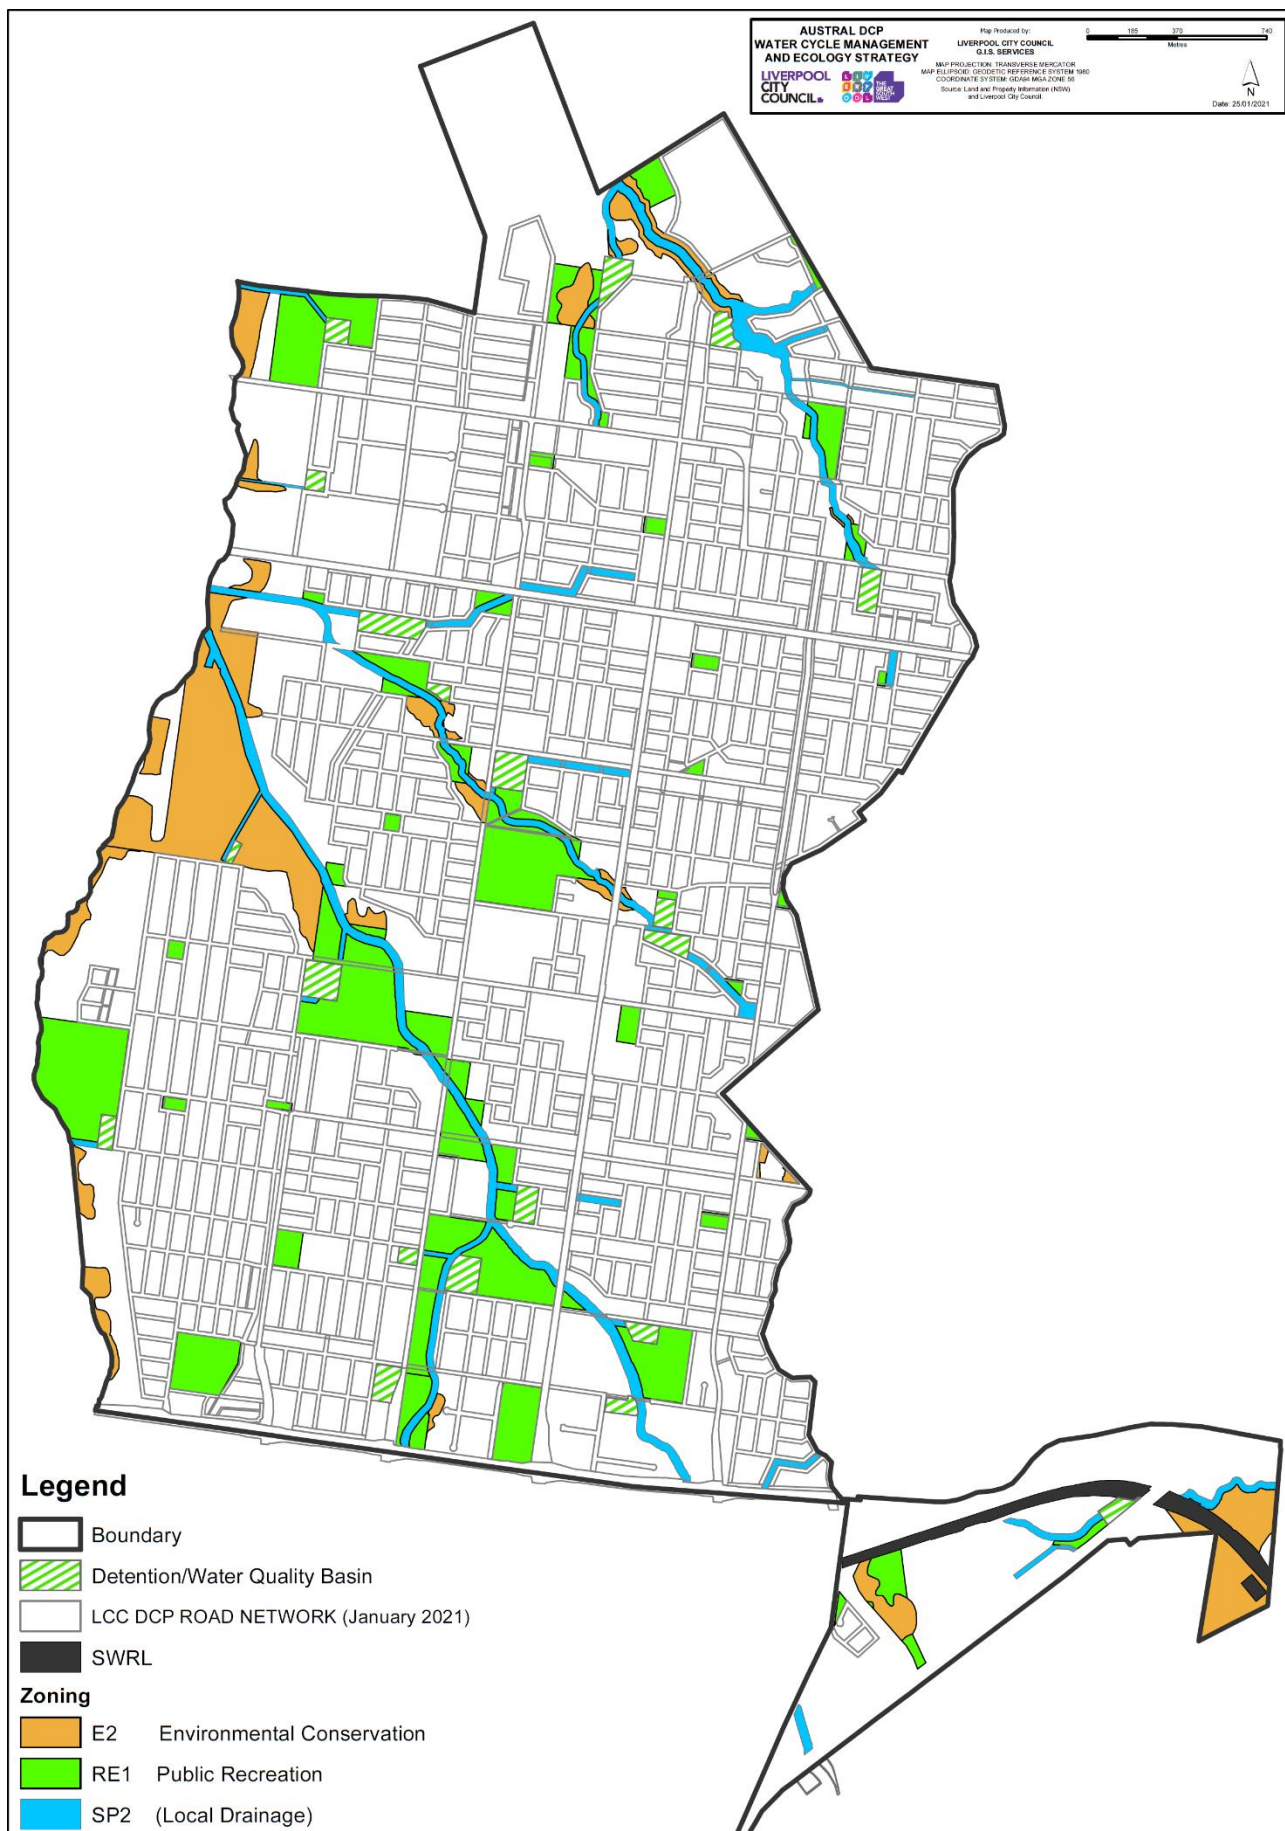 AUSTRAL DCP
WATER CYCLE MANAGEMENT
AND ECOLOGY STRATEGY
LIVERPOOL
CITY
COUNCIL
THE
GREAT
SOUTH
WEST
Map Produced by:
LIVERPOOL CITY COUNCIL
G.I.S. SERVICES
MAP PROJECTION: TRANSVERSE MERCATOR
MAP ELLIPSOID: GEODETIC REFERENCE SYSTEM 1980
COORDINATE SYSTEM: GDA94 MGA ZONE 56
Source: Land and Property Information (NSW)
and Liverpool City Council.
0 185 370 740
Metres
N
Date: 25/01/2021
Legend
Boundary
Detention/Water Quality Basin
LCC DCP ROAD NETWORK (January 2021)
SWRL
Zoning
E2 Environmental Conservation
RE1 Public Recreation
SP2 (Local Drainage)